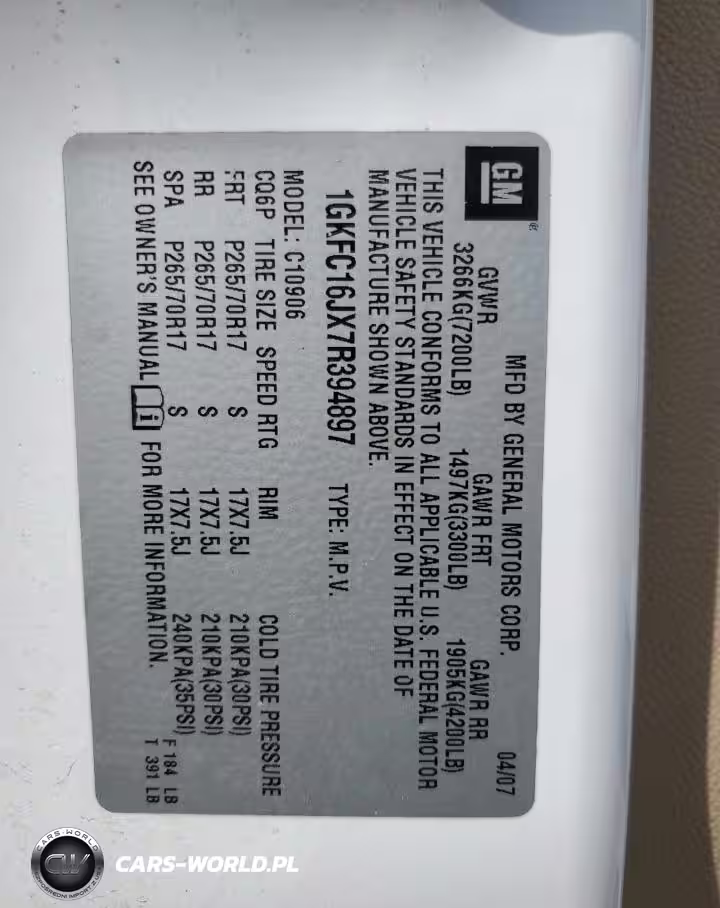 GM
MFD BY GENERAL MOTORS CORP. 04/07
GVWR GAWR FRT GAWR RR
3266KG(7200LB) 1497KG(3300LB) 1905KG(4200LB)
THIS VEHICLE CONFORMS TO ALL APPLICABLE U.S. FEDERAL MOTOR
VEHICLE SAFETY STANDARDS IN EFFECT ON THE DATE OF
MANUFACTURE SHOWN ABOVE.
1GKFC16JX7R394897 TYPE: M.P.V.
MODEL: C10906
CQ6P TIRE SIZE SPEED RTG RIM COLD TIRE PRESSURE
FRT P265/70R17 S 17X7.5J 210KPA(30PSI)
RR P265/70R17 S 17X7.5J 210KPA(30PSI)
SPA P265/70R17 S 17X7.5J 240KPA(35PSI)
SEE OWNER'S MANUAL i FOR MORE INFORMATION.
F 184 LB
T 391 LB
CARS-WORLD
CW
CARS-WORLD.PL